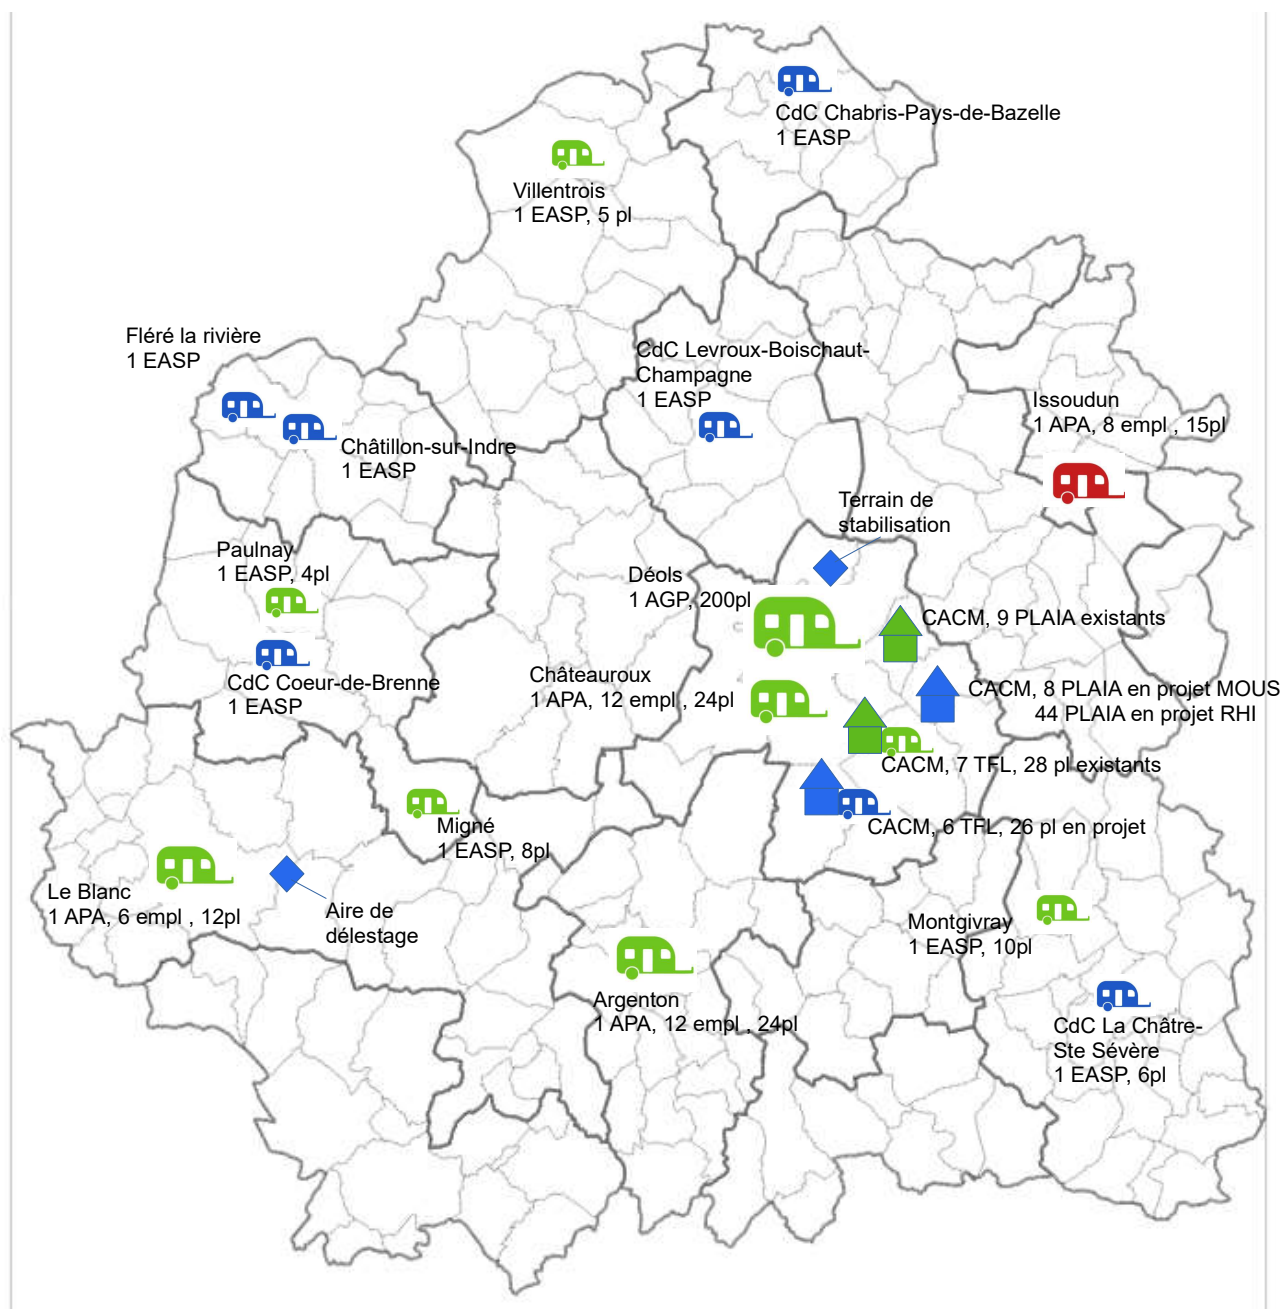 CdC Chabris-Pays-de-Bazelle
1 EASP
Villentrois
1 EASP, 5 pl
Fléré la rivière
1 EASP
CdC Levroux-Boischaut-
Champagne
1 EASP
Issoudun
1 APA, 8 empl , 15pl
Châtillon-sur-Indre
1 EASP
Terrain de
stabilisation
Paulnay
1 EASP, 4pl
Déols
1 AGP, 200pl
CACM, 9 PLAIA existants
CdC Coeur-de-Brenne
1 EASP
Châteauroux
1 APA, 12 empl , 24pl
CACM, 8 PLAIA en projet MOUS
44 PLAIA en projet RHI
CACM, 7 TFL, 28 pl existants
CACM, 6 TFL, 26 pl en projet
Migné
1 EASP, 8pl
Le Blanc
1 APA, 6 empl , 12pl
Aire de
délestage
Montgivray
1 EASP, 10pl
Argenton
1 APA, 12 empl , 24pl
CdC La Châtre-
Ste Sévère
1 EASP, 6pl